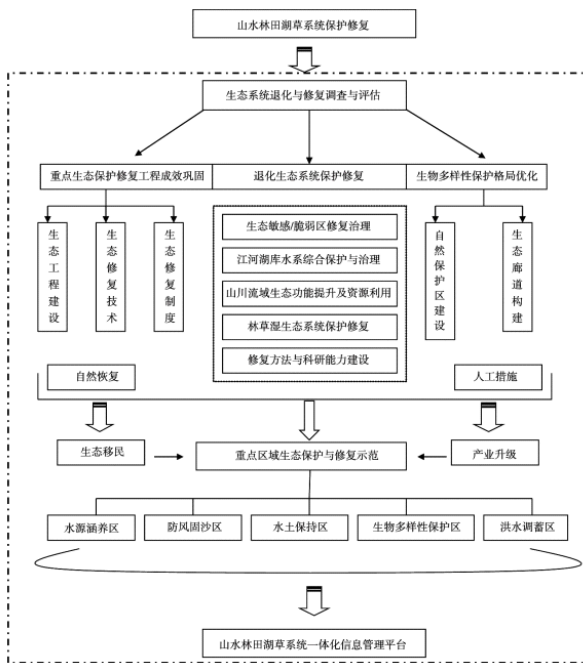 山水林田湖草系统保护修复
生态系统退化与修复调查与评估
重点生态保护修复工程成效巩固
退化生态系统保护修复
生物多样性保护格局优化
生态工程建设
生态修复技术
生态修复制度
生态敏感/脆弱区修复治理
江河湖库水系综合保护与治理
山川流域生态功能提升及资源利用
林草湿生态系统保护修复
修复方法与科研能力建设
自然保护区建设
生态廊道构建
自然恢复
人工措施
生态移民
重点区域生态保护与修复示范
产业升级
水源涵养区
防风固沙区
水土保持区
生物多样性保护区
洪水调蓄区
山水林田湖草系统一体化信息管理平台